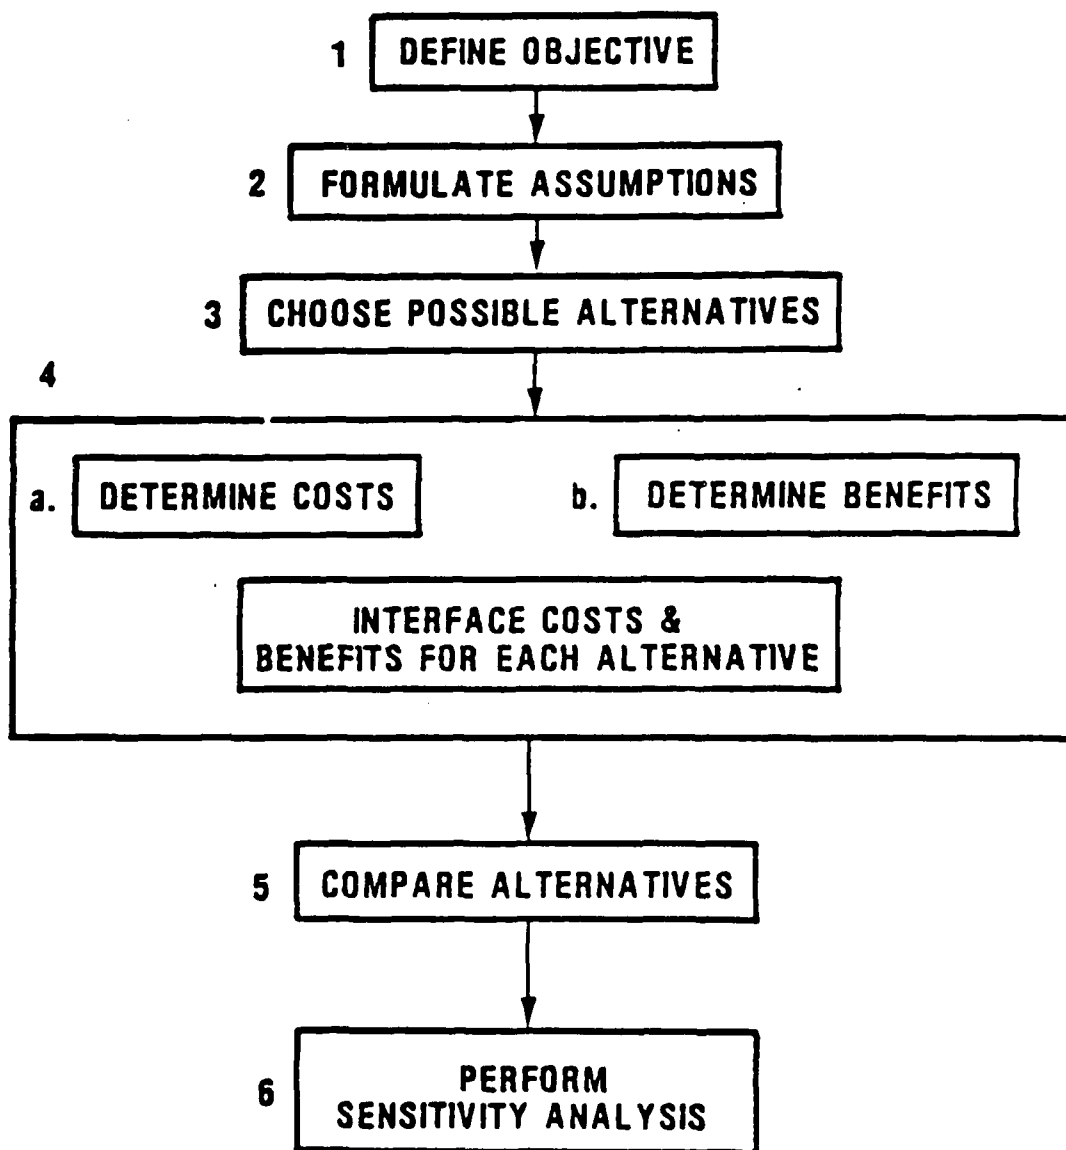 1 DEFINE OBJECTIVE
2 FORMULATE ASSUMPTIONS
3 CHOOSE POSSIBLE ALTERNATIVES
4
a. DETERMINE COSTS
b. DETERMINE BENEFITS
INTERFACE COSTS &
BENEFITS FOR EACH ALTERNATIVE
5 COMPARE ALTERNATIVES
6 PERFORM
SENSITIVITY ANALYSIS